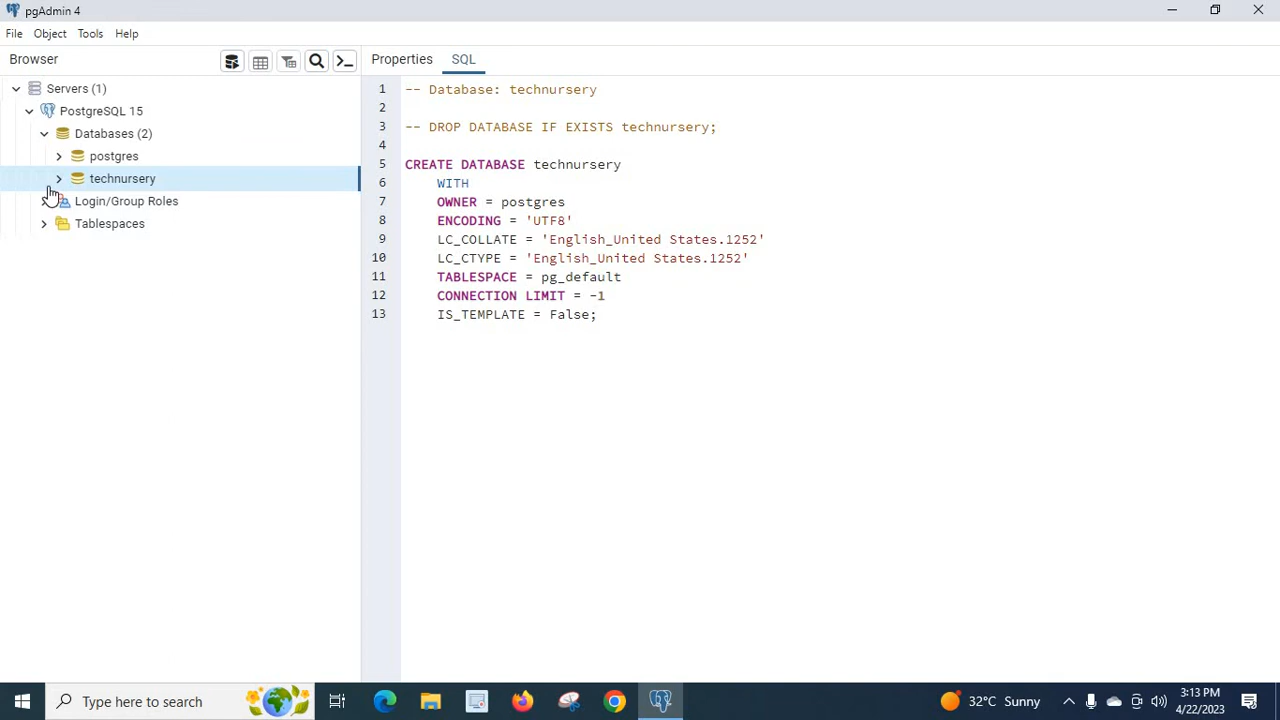 pgAdmin 4
File Object Tools Help
Browser
Properties SQL
Servers (1)
PostgreSQL 15
Databases (2)
postgres
technursery
Login/Group Roles
Tablespaces
1 -- Database: technursery
2
3 -- DROP DATABASE IF EXISTS technursery;
4
5 CREATE DATABASE technursery
6 WITH
7 OWNER = postgres
8 ENCODING = 'UTF8'
9 LC_COLLATE = 'English_United States.1252'
10 LC_CTYPE = 'English_United States.1252'
11 TABLESPACE = pg_default
12 CONNECTION LIMIT = -1
13 IS_TEMPLATE = False;
Type here to search
32°C Sunny
3:13 PM
4/22/2023